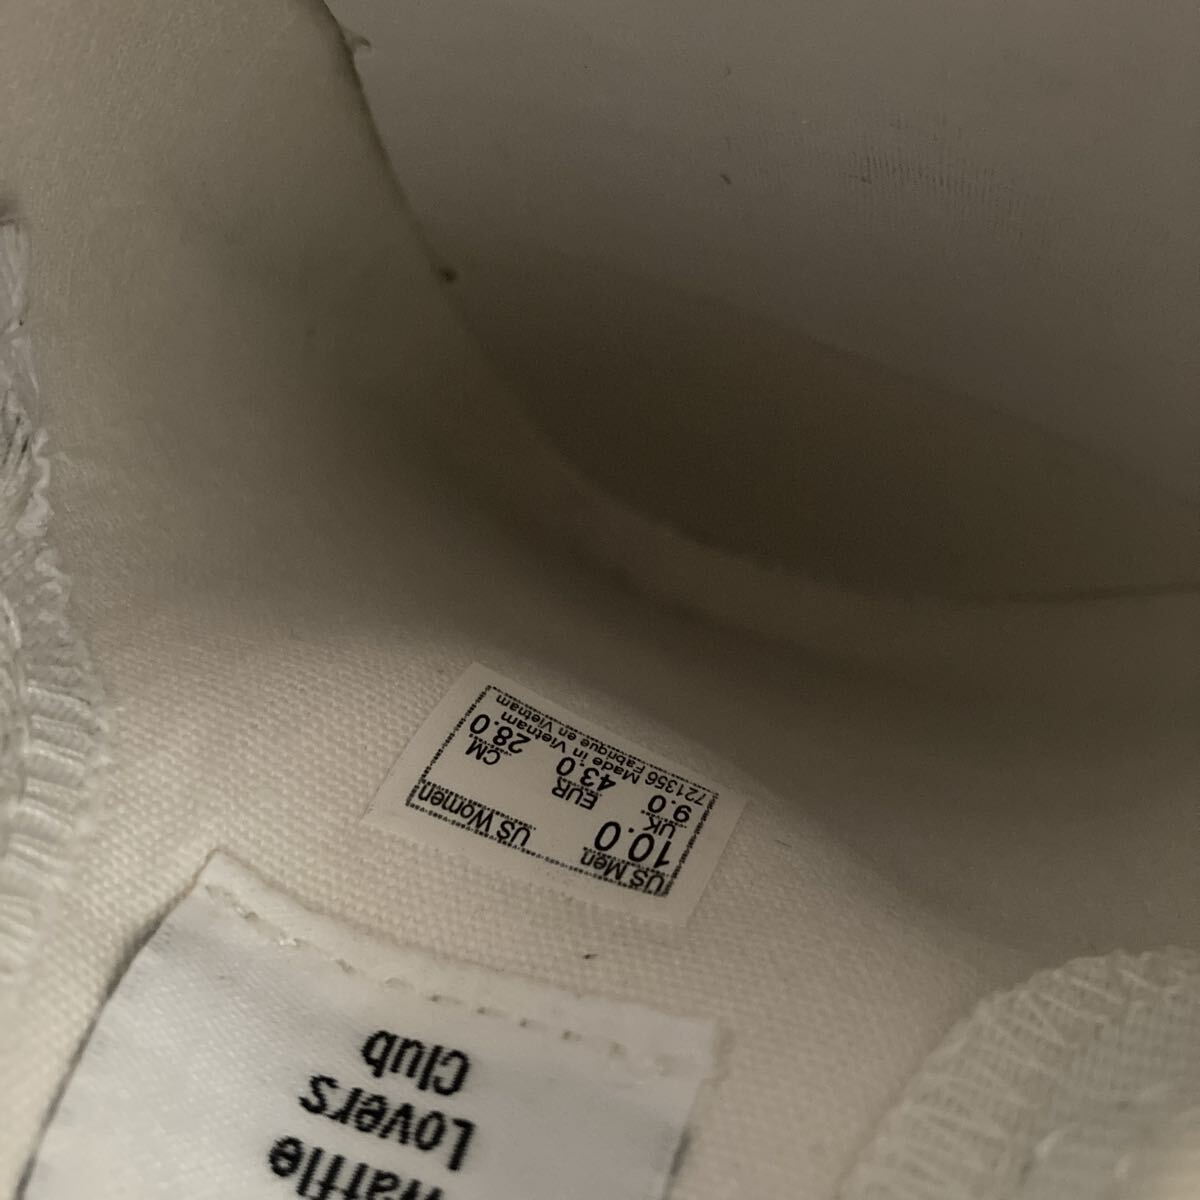 US Men US Women
10.0
UK EUR CM
9.0 43.0 28.0
721356 Made in Vietnam
Fabriqué en Vietnam
Waffle
Lovers
Club